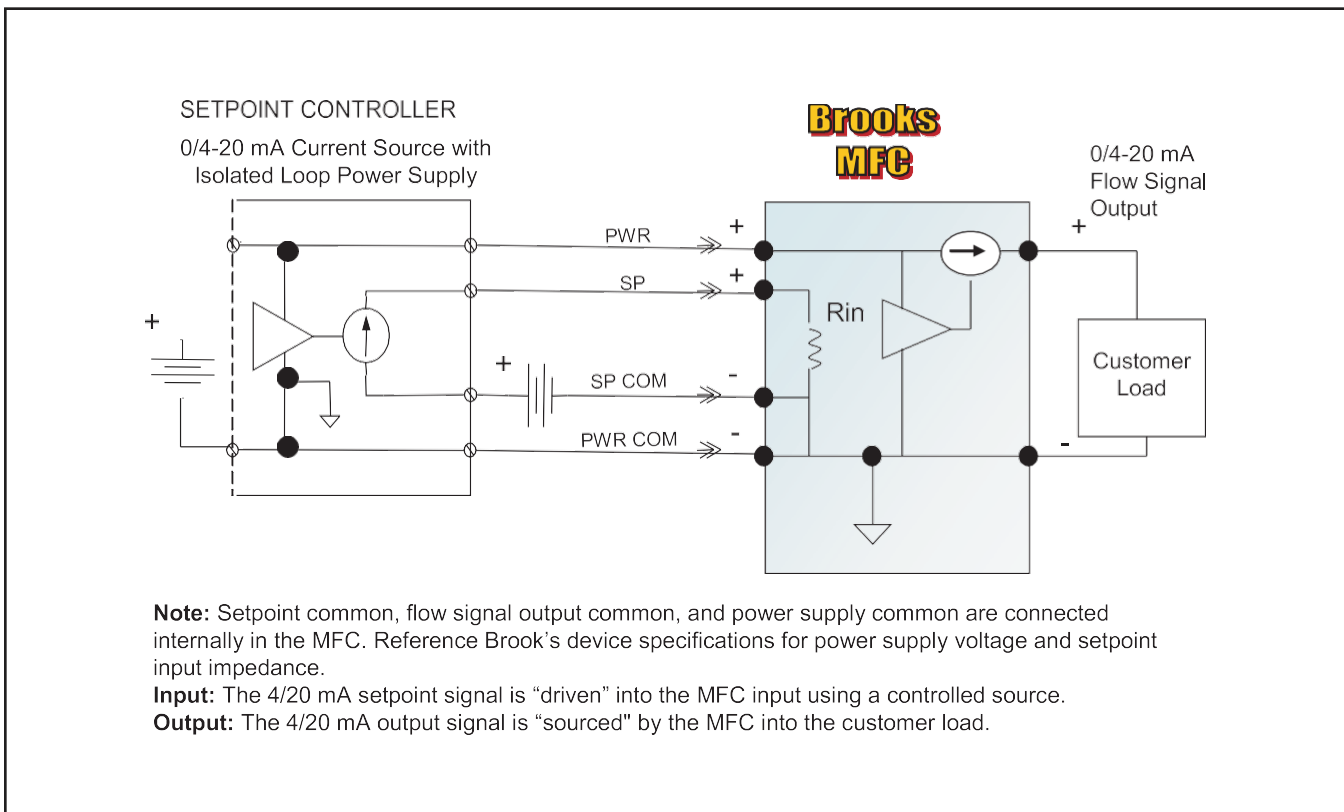 SETPOINT CONTROLLER
0/4-20 mA Current Source with
Isolated Loop Power Supply
Brooks
MFC
0/4-20 mA
Flow Signal
Output
+
PWR
+
+
SP
+
Rin
+
SP COM
-
Customer
Load
PWR COM
-
-
Note: Setpoint common, flow signal output common, and power supply common are connected
internally in the MFC. Reference Brook's device specifications for power supply voltage and setpoint
input impedance.
Input: The 4/20 mA setpoint signal is “dri” into the MFC input using a controlled source.
Output: The 4/20 mA output signal is “sourced" by the MFC into the customer load.